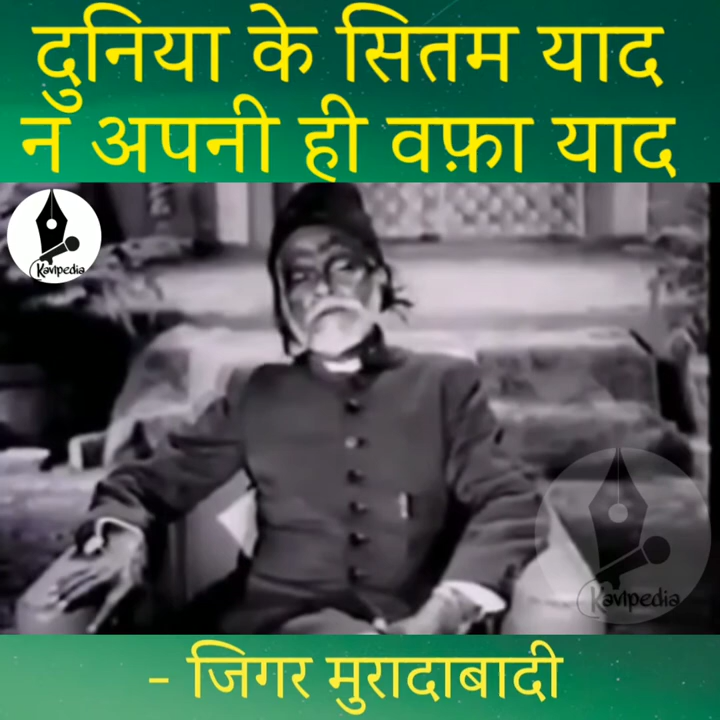 दुनिया के सितम याद
न अपनी ही वफ़ा याद
Kavipedia
Kavipedia
- जिगर मुरादाबादी